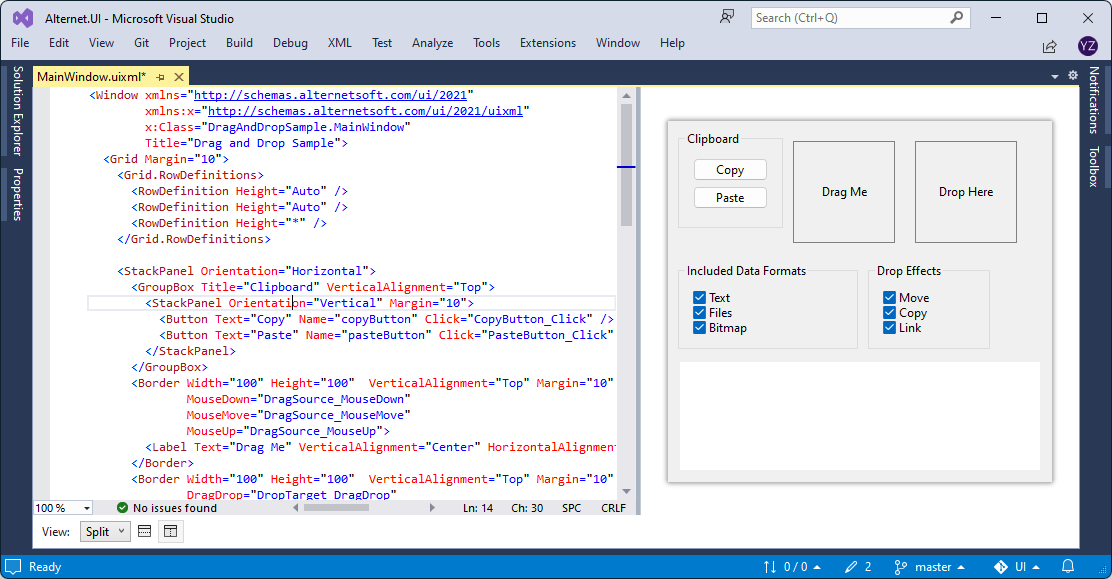 Alternet.UI - Microsoft Visual Studio
Search (Ctrl+Q)
File Edit View Git Project Build Debug XML Test Analyze Tools Extensions Window Help
YZ
Solution Explorer
Properties
MainWindow.uixml*
<Window xmlns="http://schemas.alternetsoft.com/ui/2021"
xmlns:x="http://schemas.alternetsoft.com/ui/2021/uixml"
x:Class="DragAndDropSample.MainWindow"
Title="Drag and Drop Sample">
<Grid Margin="10">
<Grid.RowDefinitions>
<RowDefinition Height="Auto" />
<RowDefinition Height="Auto" />
<RowDefinition Height="*" />
</Grid.RowDefinitions>
<StackPanel Orientation="Horizontal">
<GroupBox Title="Clipboard" VerticalAlignment="Top">
<StackPanel Orientation="Vertical" Margin="10">
<Button Text="Copy" Name="copyButton" Click="CopyButton_Click" />
<Button Text="Paste" Name="pasteButton" Click="PasteButton_Click"
</StackPanel>
</GroupBox>
<Border Width="100" Height="100"  VerticalAlignment="Top" Margin="10"
MouseDown="DragSource_MouseDown"
MouseMove="DragSource_MouseMove"
MouseUp="DragSource_MouseUp">
<Label Text="Drag Me" VerticalAlignment="Center" HorizontalAlignment
</Border>
<Border Width="100" Height="100"  VerticalAlignment="Top" Margin="10"
DragDrop="DropTarget_DragDrop"
100 %
No issues found
Ln: 14 Ch: 30 SPC CRLF
View: Split
Clipboard
Copy
Paste
Drag Me
Drop Here
Included Data Formats
Text
Files
Bitmap
Drop Effects
Move
Copy
Link
Notifications
Toolbox
Ready
0 / 0
2
master
UI